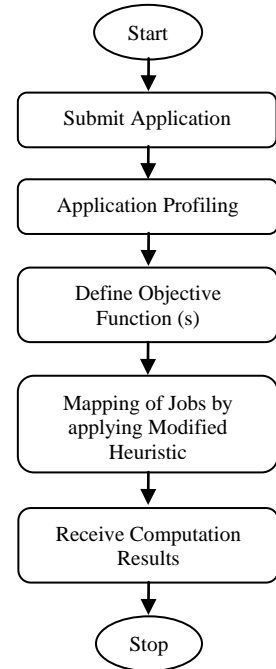 Start
Submit Application
Application Profiling
Define Objective
Function (s)
Mapping of Jobs by
applying Modified
Heuristic
Receive Computation
Results
Stop